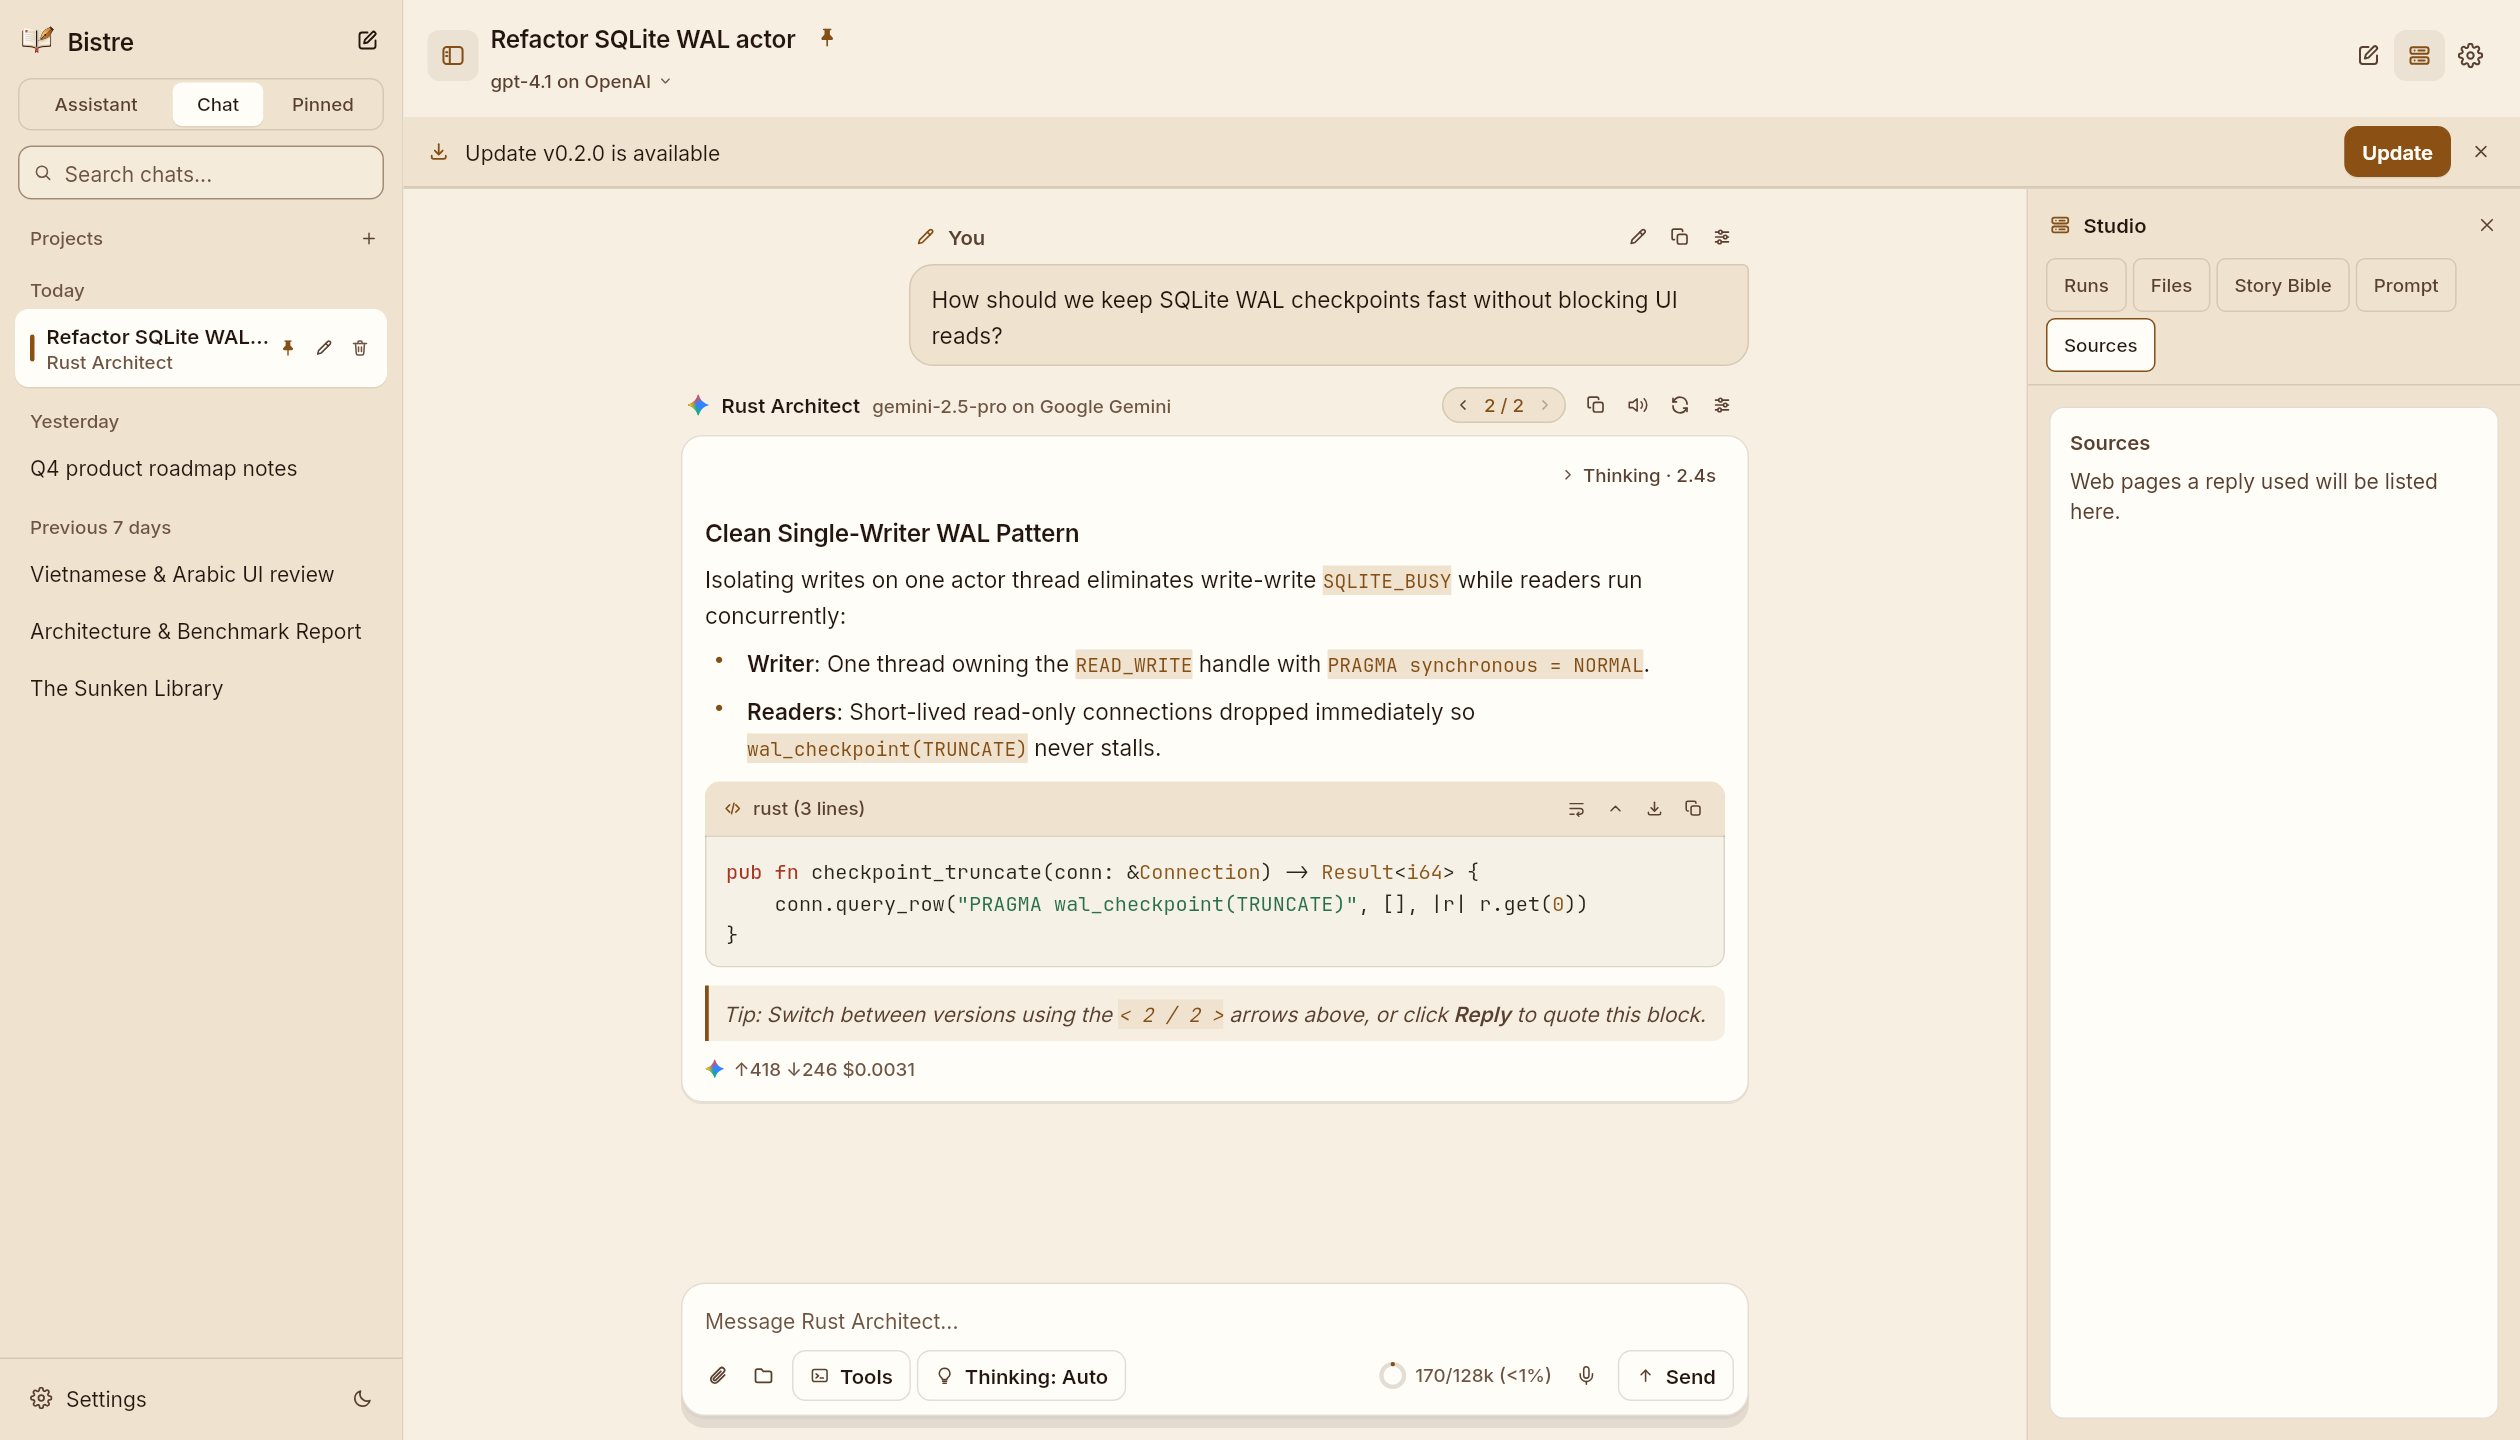 Bistre
Assistant
Chat
Pinned
Search chats...
Projects
Today
Refactor SQLite WAL...
Rust Architect
Yesterday
Q4 product roadmap notes
Previous 7 days
Vietnamese & Arabic UI review
Architecture & Benchmark Report
The Sunken Library
Settings
Refactor SQLite WAL actor
gpt-4.1 on OpenAI
Update v0.2.0 is available
Update
You
How should we keep SQLite WAL checkpoints fast without blocking UI
reads?
Rust Architect gemini-2.5-pro on Google Gemini
2 / 2
Thinking · 2.4s
Clean Single-Writer WAL Pattern
Isolating writes on one actor thread eliminates write-write SQLITE_BUSY while readers run
concurrently:
• Writer: One thread owning the READ_WRITE handle with PRAGMA synchronous = NORMAL.
• Readers: Short-lived read-only connections dropped immediately so
wal_checkpoint(TRUNCATE) never stalls.
rust (3 lines)
pub fn checkpoint_truncate(conn: &Connection) -> Result<i64> {
    conn.query_row("PRAGMA wal_checkpoint(TRUNCATE)", [], |r| r.get(0))
}
Tip: Switch between versions using the < 2 / 2 > arrows above, or click Reply to quote this block.
↑418 ↓246 $0.0031
Message Rust Architect...
Tools
Thinking: Auto
170/128k (<1%)
Send
Studio
Runs
Files
Story Bible
Prompt
Sources
Sources
Web pages a reply used will be listed
here.